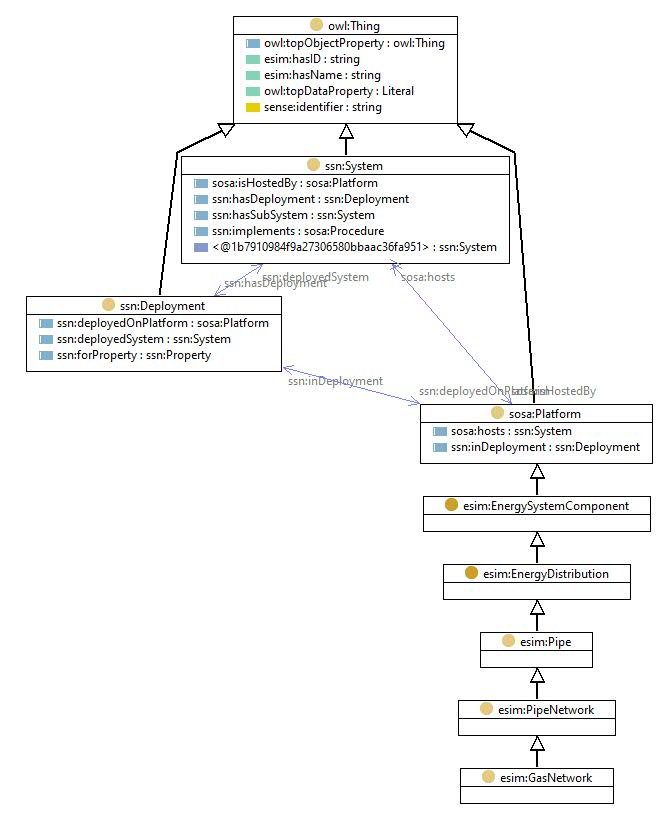 owl:Thing
owl:topObjectProperty : owl:Thing
esim:hasID : string
esim:hasName : string
owl:topDataProperty : Literal
sense:identifier : string
ssn:System
sosa:isHostedBy : sosa:Platform
ssn:hasDeployment : ssn:Deployment
ssn:hasSubSystem : ssn:System
ssn:implements : sosa:Procedure
<@1b7910984f9a27306580bbaac36fa951> : ssn:System
ssn:deployedSystem
sosa:hosts
ssn:hasDeployment
ssn:Deployment
ssn:deployedOnPlatform : sosa:Platform
ssn:deployedSystem : ssn:System
ssn:forProperty : ssn:Property
ssn:inDeployment
ssn:deployedOnPlatform
sosa:isHostedBy
sosa:Platform
sosa:hosts : ssn:System
ssn:inDeployment : ssn:Deployment
esim:EnergySystemComponent
esim:EnergyDistribution
esim:Pipe
esim:PipeNetwork
esim:GasNetwork